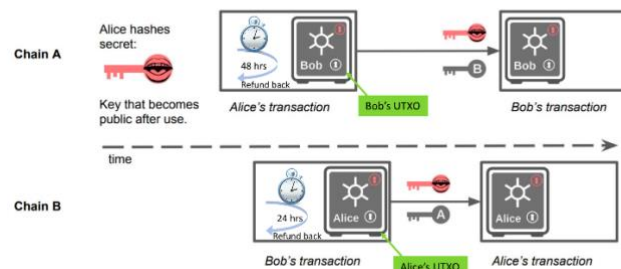 Chain A
Alice hashes
secret:
Key that becomes
public after use.
48 hrs
Refund back
Bob
Alice's transaction
Bob's UTXO
B
Bob
Bob's transaction
time
Chain B
24 hrs
Refund back
Alice
Bob's transaction
Alice's UTXO
A
Alice
Alice's transaction